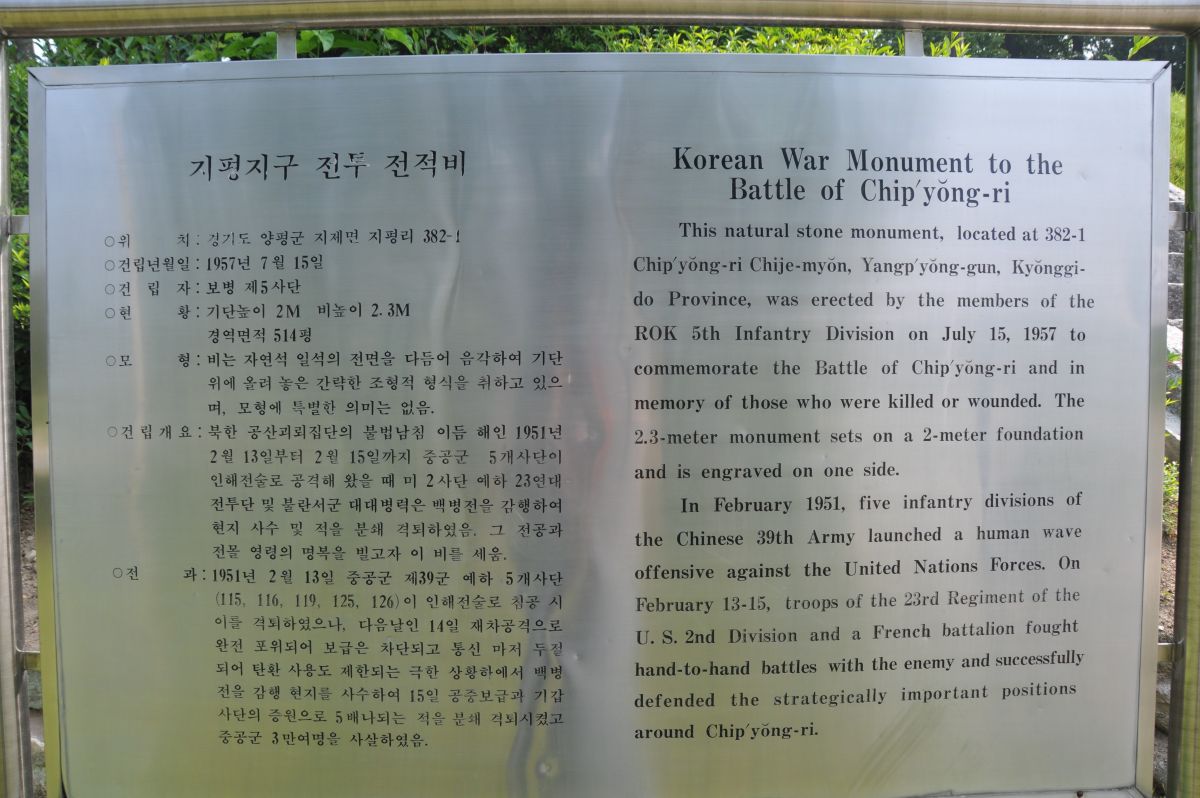 지평지구 전투 전적비
○위 치 : 경기도 양평군 지제면 지평리 382-1
○건립년월일 : 1957년 7월 15일
○건 립 자 : 보병 제5사단
○현 황 : 기단높이 2M 비높이 2.3M
경역면적 514평
○모 형 : 비는 자연석 일석의 전면을 다듬어 음각하여 기단
위에 올려 놓은 간략한 조형적 형식을 취하고 있으
며, 모형에 특별한 의미는 없음.
○건립개요 : 북한 공산괴뢰집단의 불법남침 이듬 해인 1951년
2월 13일부터 2월 15일까지 중공군 5개사단이
인해전술로 공격해 왔을 때 미 2사단 예하 23연대
전투단 및 불란서군 대대병력은 백병전을 감행하여
현지 사수 및 적을 분쇄 격퇴하였음. 그 전공과
전몰 영령의 명복을 빌고자 이 비를 세움.
○전 과 : 1951년 2월 13일 중공군 제39군 예하 5개사단
(115, 116, 119, 125, 126)이 인해전술로 침공 시
이를 격퇴하였으나, 다음날인 14일 재차공격으로
완전 포위되어 보급은 차단되고 통신 마저 두절
되어 탄환 사용도 제한되는 극한 상황하에서 백병
전을 감행 현지를 사수하여 15일 공중보급과 기갑
사단의 증원으로 5배나되는 적을 분쇄 격퇴시켰고
중공군 3만여명을 사살하였음.
Korean War Monument to the
Battle of Chip'yŏng-ri
This natural stone monument, located at 382-1
Chip'yŏng-ri Chije-myŏn, Yangp'yŏng-gun, Kyŏnggi-
do Province, was erected by the members of the
ROK 5th Infantry Division on July 15, 1957 to
commemorate the Battle of Chip'yŏng-ri and in
memory of those who were killed or wounded. The
2.3-meter monument sets on a 2-meter foundation
and is engraved on one side.
In February 1951, five infantry divisions of
the Chinese 39th Army launched a human wave
offensive against the United Nations Forces. On
February 13-15, troops of the 23rd Regiment of the
U. S. 2nd Division and a French battalion fought
hand-to-hand battles with the enemy and successfully
defended the strategically important positions
around Chip'yŏng-ri.